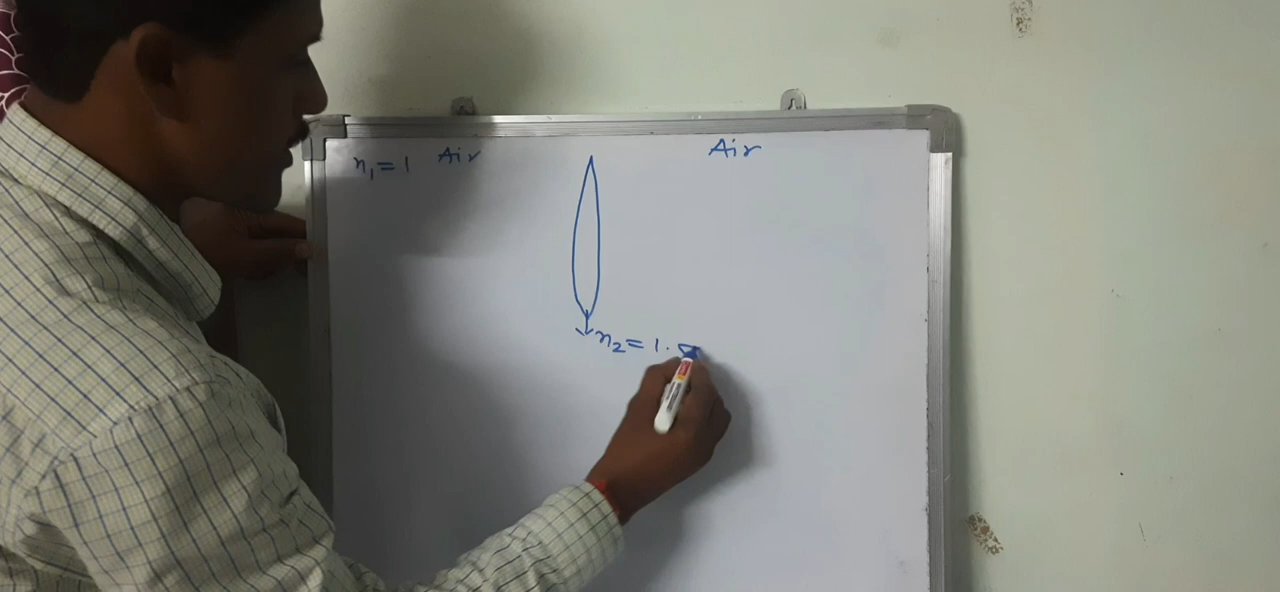 n₁ = 1 Air
Air
n₂ = 1.